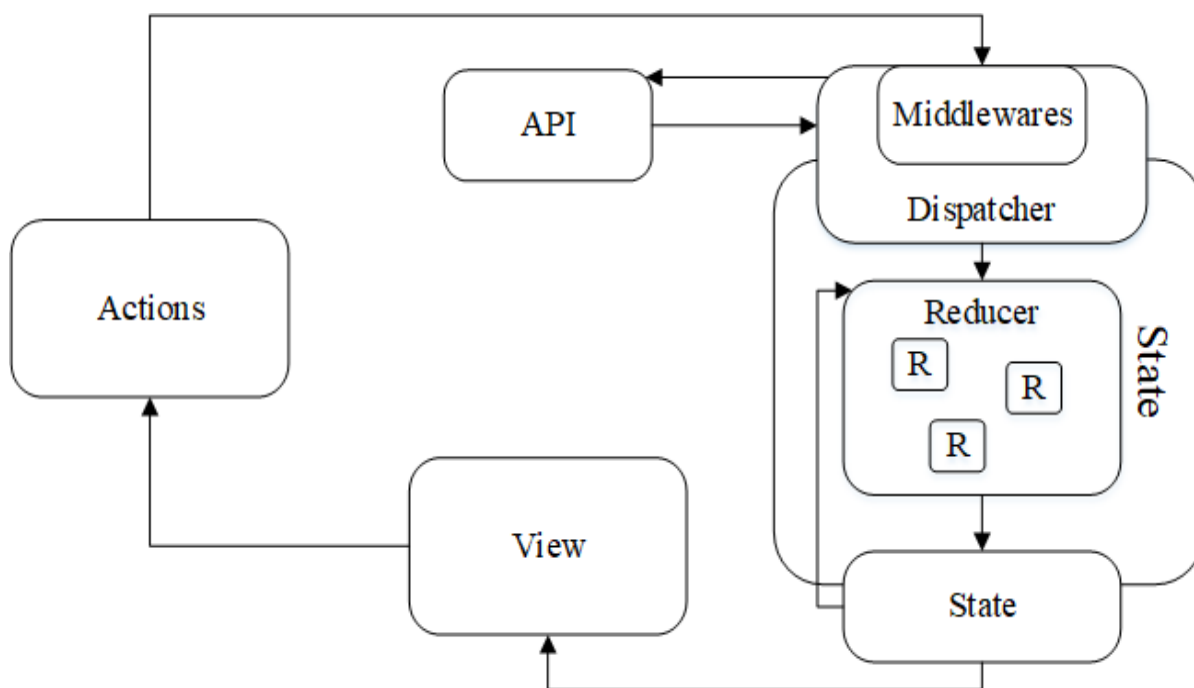 API
Middlewares
Dispatcher
Actions
Reducer
R
R
R
State
View
State